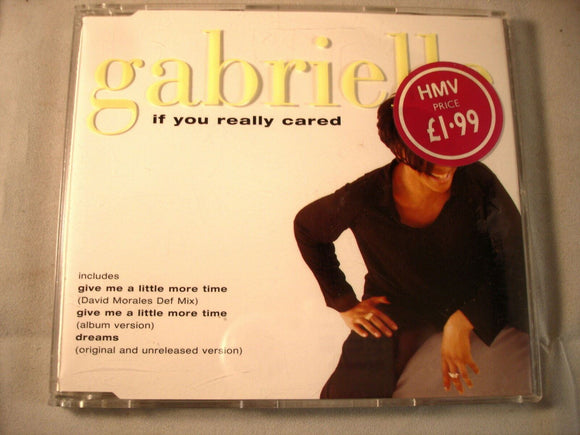 gabrielle
if you really cared
HMV
PRICE
£1.99
includes
give me a little more time
(David Morales Def Mix)
give me a little more time
(album version)
dreams
(original and unreleased version)